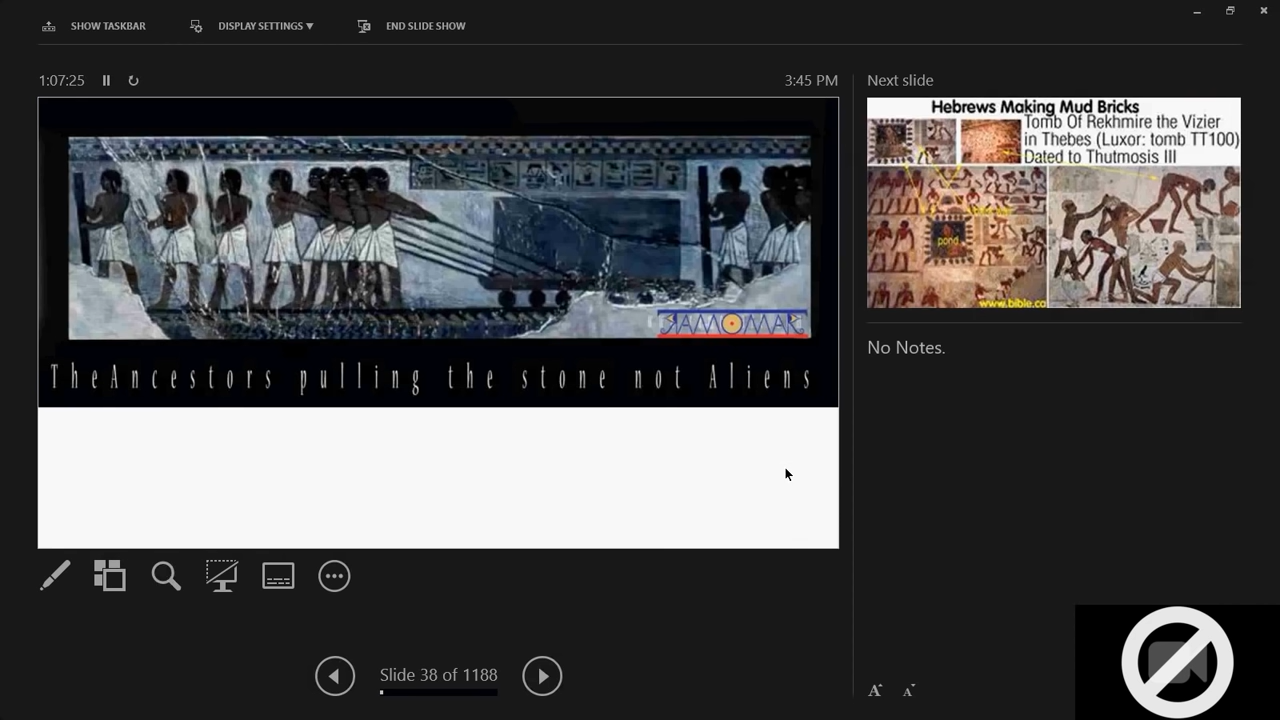 SHOW TASKBAR
DISPLAY SETTINGS ▼
END SLIDE SHOW
1:07:25
3:45 PM
Next slide
TheAncestors pulling the stone not Aliens
Hebrews Making Mud Bricks
Tomb Of Rekhmire the Vizier
in Thebes (Luxor: tomb TT100)
Dated to Thutmosis III
pond
www.bible.co
No Notes.
Slide 38 of 1188
A
A